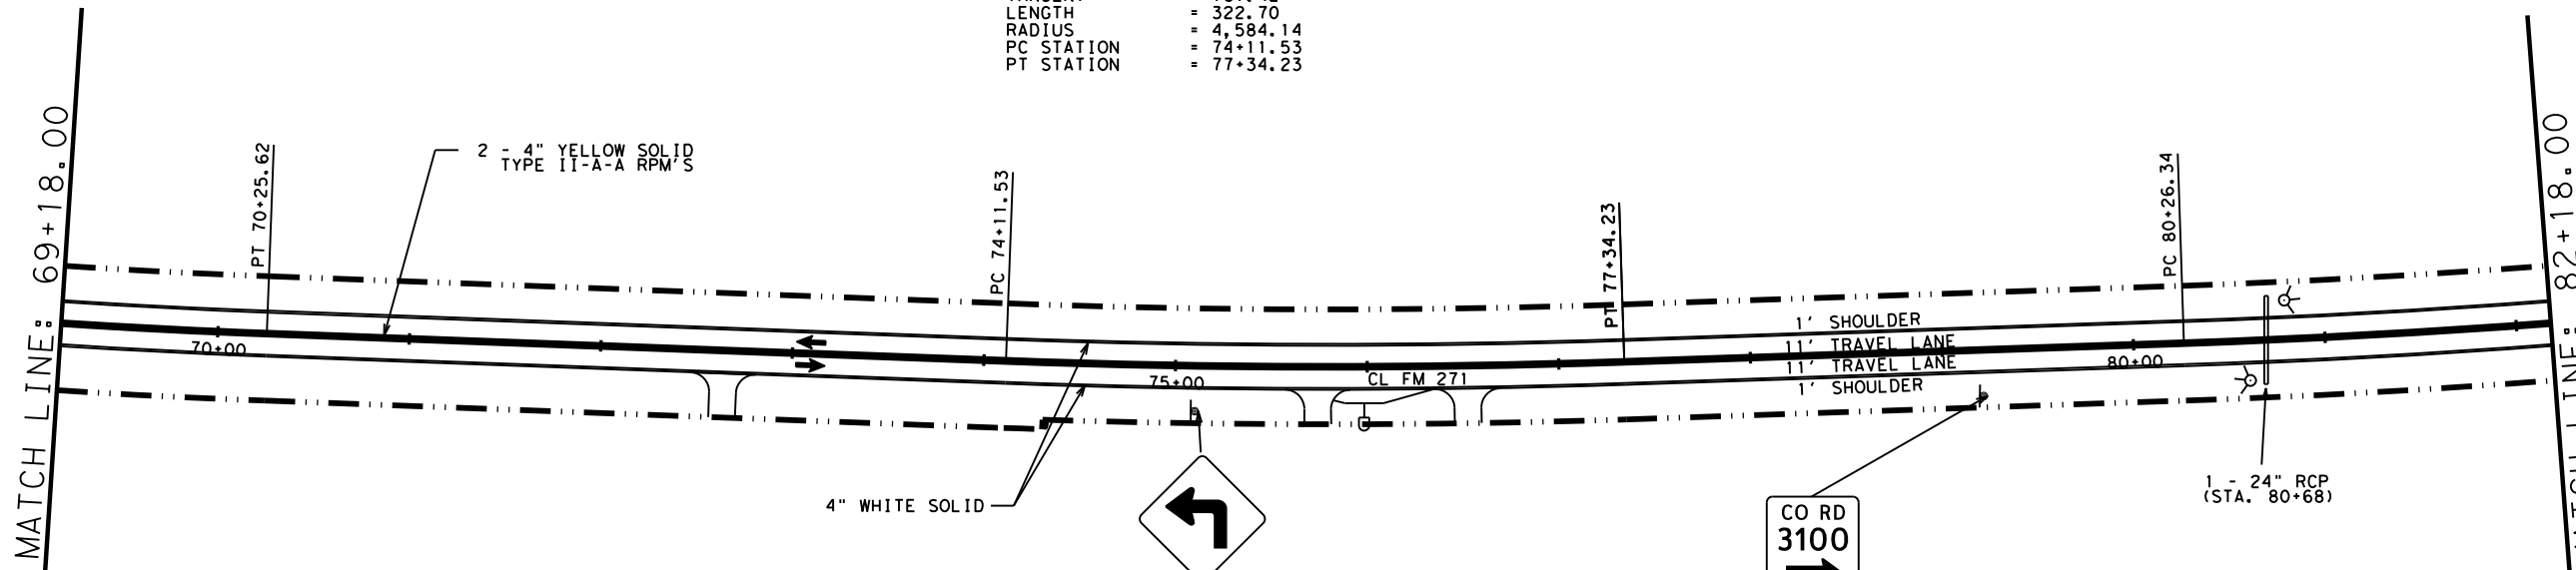 LENGTH = 322.70
RADIUS = 4,584.14
PC STATION = 74+11.53
PT STATION = 77+34.23
MATCH LINE: 69+18.00
PT 70+25.62
2 - 4" YELLOW SOLID
TYPE II-A-A RPM'S
PC 74+11.53
PT 77+34.23
PC 80+26.34
82+18.00
70+00
75+00
CL FM 271
1' SHOULDER
11' TRAVEL LANE
11' TRAVEL LANE
1' SHOULDER
80+00
4" WHITE SOLID
CO RD
3100
1 - 24" RCP
(STA. 80+68)